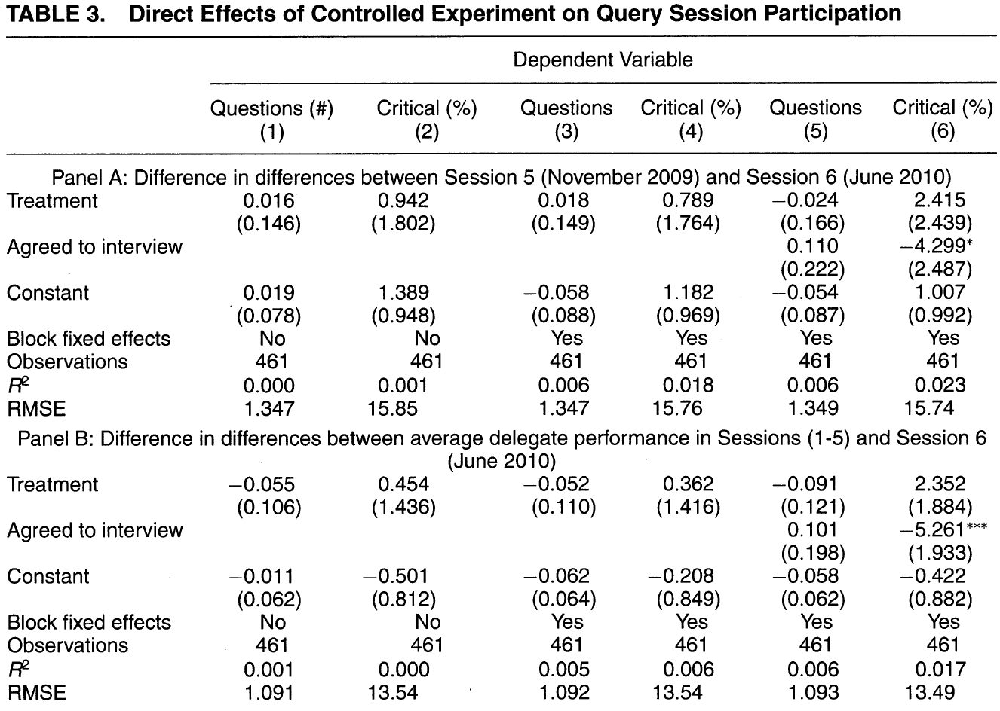 TABLE 3. Direct Effects of Controlled Experiment on Query Session Participation
Dependent Variable
Questions (#) Critical (%) Questions Critical (%) Questions Critical (%)
(1) (2) (3) (4) (5) (6)
Panel A: Difference in differences between Session 5 (November 2009) and Session 6 (June 2010)
Treatment 0.016 0.942 0.018 0.789 −0.024 2.415
(0.146) (1.802) (0.149) (1.764) (0.166) (2.439)
Agreed to interview 0.110 −4.299*
(0.222) (2.487)
Constant 0.019 1.389 −0.058 1.182 −0.054 1.007
(0.078) (0.948) (0.088) (0.969) (0.087) (0.992)
Block fixed effects No No Yes Yes Yes Yes
Observations 461 461 461 461 461 461
R² 0.000 0.001 0.006 0.018 0.006 0.023
RMSE 1.347 15.85 1.347 15.76 1.349 15.74
Panel B: Difference in differences between average delegate performance in Sessions (1-5) and Session 6
(June 2010)
Treatment −0.055 0.454 −0.052 0.362 −0.091 2.352
(0.106) (1.436) (0.110) (1.416) (0.121) (1.884)
Agreed to interview 0.101 −5.261***
(0.198) (1.933)
Constant −0.011 −0.501 −0.062 −0.208 −0.058 −0.422
(0.062) (0.812) (0.064) (0.849) (0.062) (0.882)
Block fixed effects No No Yes Yes Yes Yes
Observations 461 461 461 461 461 461
R² 0.001 0.000 0.005 0.006 0.006 0.017
RMSE 1.091 13.54 1.092 13.54 1.093 13.49